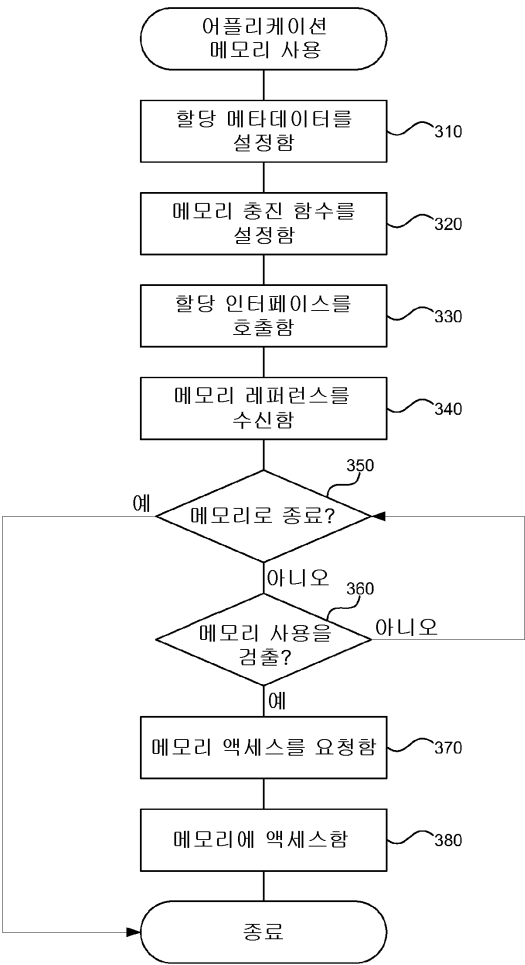 어플리케이션
메모리 사용
할당 메타데이터를
설정함
310
메모리 충진 함수를
설정함
320
할당 인터페이스를
호출함
330
메모리 레퍼런스를
수신함
340
350
예
메모리로 종료?
아니오
360
메모리 사용을
검출?
아니오
예
메모리 액세스를 요청함
370
메모리에 액세스함
380
종료